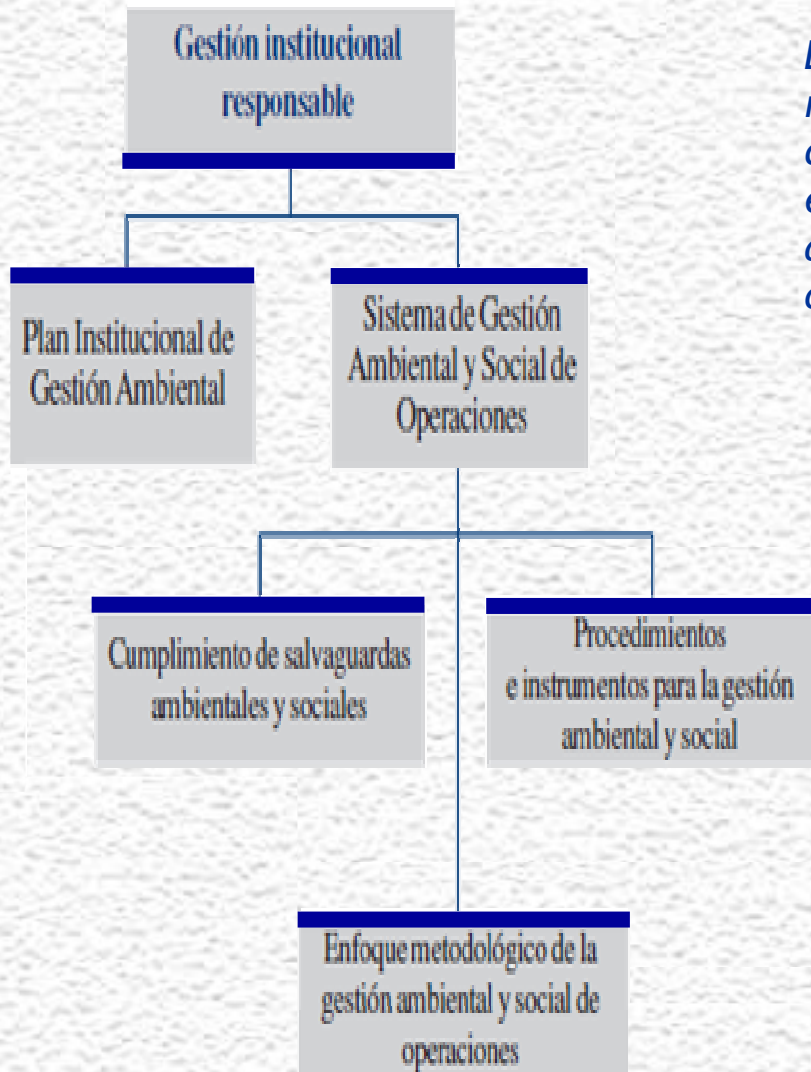 Gestión institucional
responsable
Plan Institucional de
Gestión Ambiental
Sistema de Gestión
Ambiental y Social de
Operaciones
Cumplimiento de salvaguardas
ambientales y sociales
Procedimientos
e instrumentos para la gestión
ambiental y social
Enfoque metodológico de la
gestión ambiental y social de
operaciones